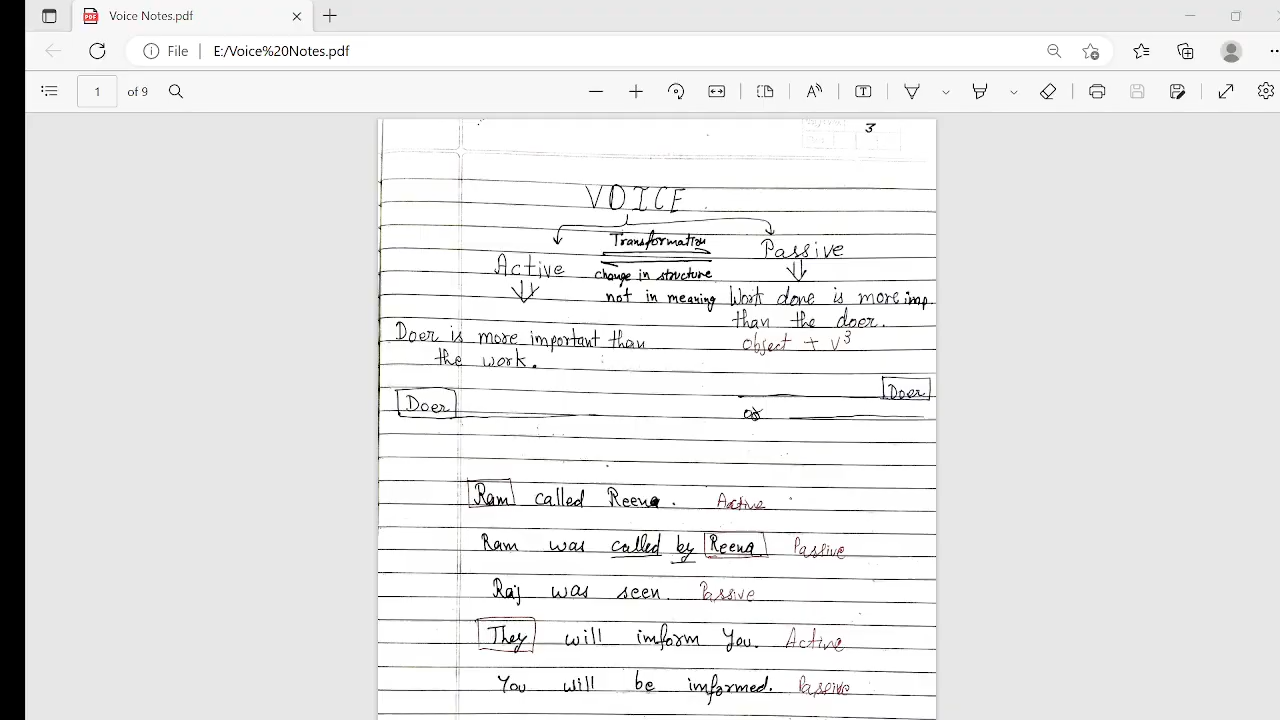 Voice Notes.pdf
File
E:/Voice%20Notes.pdf
1 of 9
3
VOICE
Transformation
Active
Passive
change in structure
not in meaning
Work done is more imp.
than the doer.
object + V3
Doer is more important than
the work.
Doer
Doer
Ram called Reena. Active
Ram was called by Reena Passive
Raj was seen. Passive
They will imform You. Active
You will be imformed. Passive